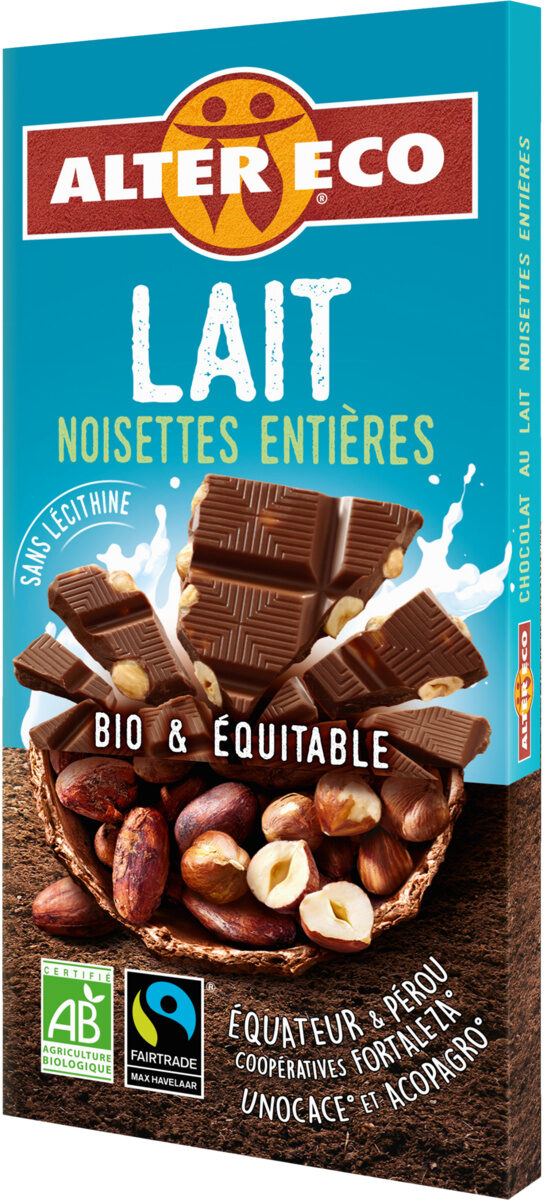 ALTER ECO
®
LAIT
NOISETTES ENTIÈRES
SANS LÉCITHINE
BIO & ÉQUITABLE
CERTIFIÉ
AB
AGRICULTURE
BIOLOGIQUE
®
FAIRTRADE
MAX HAVELAAR
ÉQUATEUR & PÉROU
COOPÉRATIVES FORTALEZA°
UNOCACE° ET ACOPAGRO°
CHOCOLAT AU LAIT NOISETTES ENTIÈRES
ALTER ECO